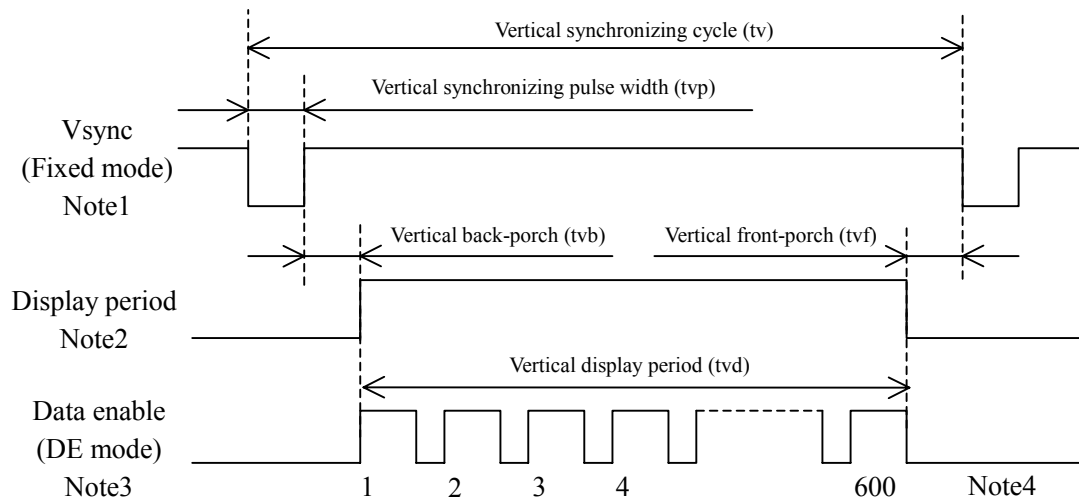 Vertical synchronizing cycle (tv)
Vertical synchronizing pulse width (tvp)
Vsync
(Fixed mode)
Note1
Vertical back-porch (tvb)
Vertical front-porch (tvf)
Display period
Note2
Vertical display period (tvd)
Data enable
(DE mode)
Note3
1 2 3 4 600 Note4